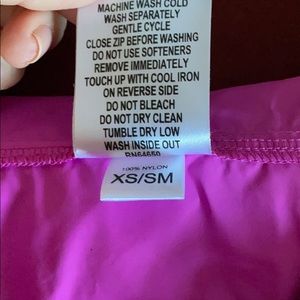 MACHINE WASH COLD
WASH SEPARATELY
GENTLE CYCLE
CLOSE ZIP BEFORE WASHING
DO NOT USE SOFTENERS
REMOVE IMMEDIATELY
TOUCH UP WITH COOL IRON
ON REVERSE SIDE
DO NOT BLEACH
DO NOT DRY CLEAN
TUMBLE DRY LOW
WASH INSIDE OUT
RN64650
100% NYLON
XS/SM